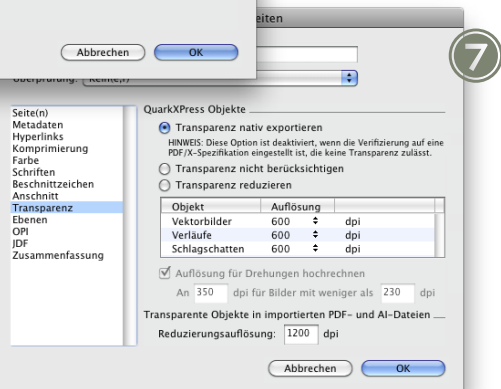 eiten
Abbrechen OK
7
Überprüfung: Kein(e,r)
Seite(n)
Metadaten
Hyperlinks
Komprimierung
Farbe
Schriften
Beschnittzeichen
Anschnitt
Transparenz
Ebenen
OPI
JDF
Zusammenfassung
QuarkXPress Objekte
Transparenz nativ exportieren
HINWEIS: Diese Option ist deaktiviert, wenn die Verifizierung auf eine
PDF/X-Spezifikation eingestellt ist, die keine Transparenz zulässt.
Transparenz nicht berücksichtigen
Transparenz reduzieren
Objekt Auflösung
Vektorbilder 600 dpi
Verläufe 600 dpi
Schlagschatten 600 dpi
Auflösung für Drehungen hochrechnen
An 350 dpi für Bilder mit weniger als 230 dpi
Transparente Objekte in importierten PDF- und AI-Dateien
Reduzierungsauflösung: 1200 dpi
Abbrechen OK